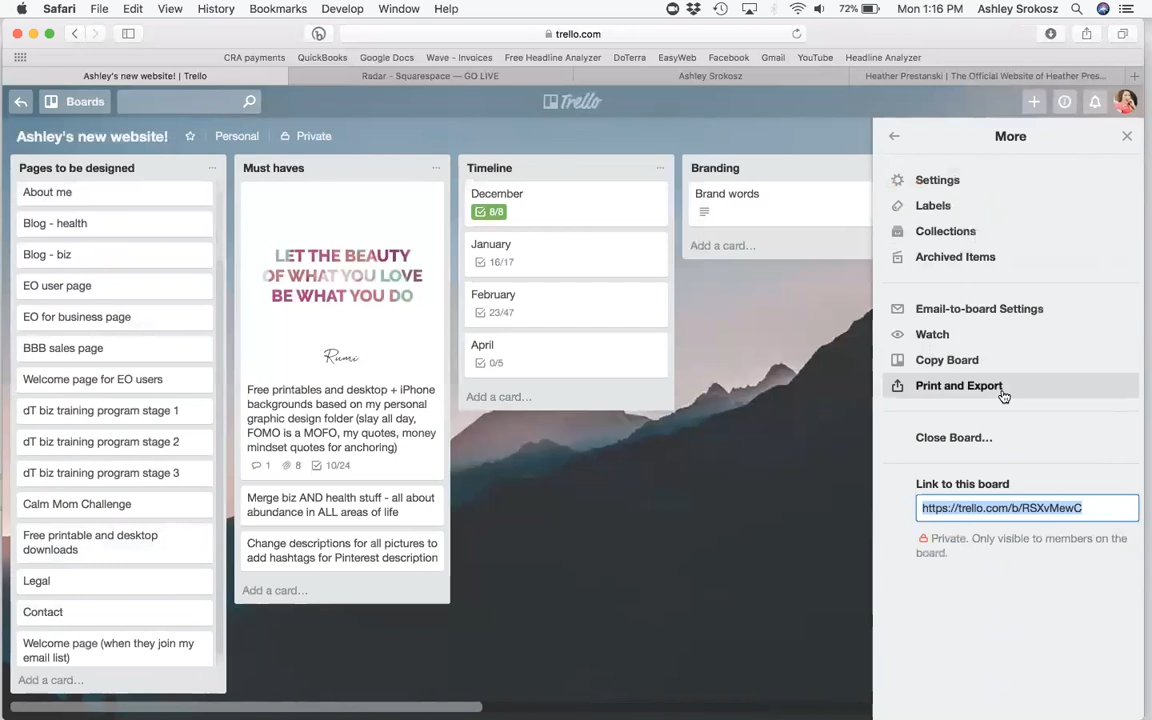 Safari File Edit View History Bookmarks Develop Window Help 72% Mon 1:16 PM Ashley Srokosz
trello.com
CRA payments QuickBooks Google Docs Wave - Invoices Free Headline Analyzer DoTerra EasyWeb Facebook Gmail YouTube Headline Analyzer
Ashley's new website! | Trello Radar - Squarespace — GO LIVE Ashley Srokosz Heather Prestanski | The Official Website of Heather Pres...
Boards Trello
Ashley's new website! Personal Private
Pages to be designed
About me
Blog - health
Blog - biz
EO user page
EO for business page
BBB sales page
Welcome page for EO users
dT biz training program stage 1
dT biz training program stage 2
dT biz training program stage 3
Calm Mom Challenge
Free printable and desktop
downloads
Legal
Contact
Welcome page (when they join my
email list)
Add a card...
Must haves
LET THE BEAUTY
OF WHAT YOU LOVE
BE WHAT YOU DO
Rumi
Free printables and desktop + iPhone
backgrounds based on my personal
graphic design folder (slay all day,
FOMO is a MOFO, my quotes, money
mindset quotes for anchoring)
1 8 10/24
Merge biz AND health stuff - all about
abundance in ALL areas of life
Change descriptions for all pictures to
add hashtags for Pinterest description
Add a card...
Timeline
December
8/8
January
16/17
February
23/47
April
0/5
Add a card...
Branding
Brand words
Add a card...
More
Settings
Labels
Collections
Archived Items
Email-to-board Settings
Watch
Copy Board
Print and Export
Close Board...
Link to this board
https://trello.com/b/RSXvMewC
Private. Only visible to members on the
board.